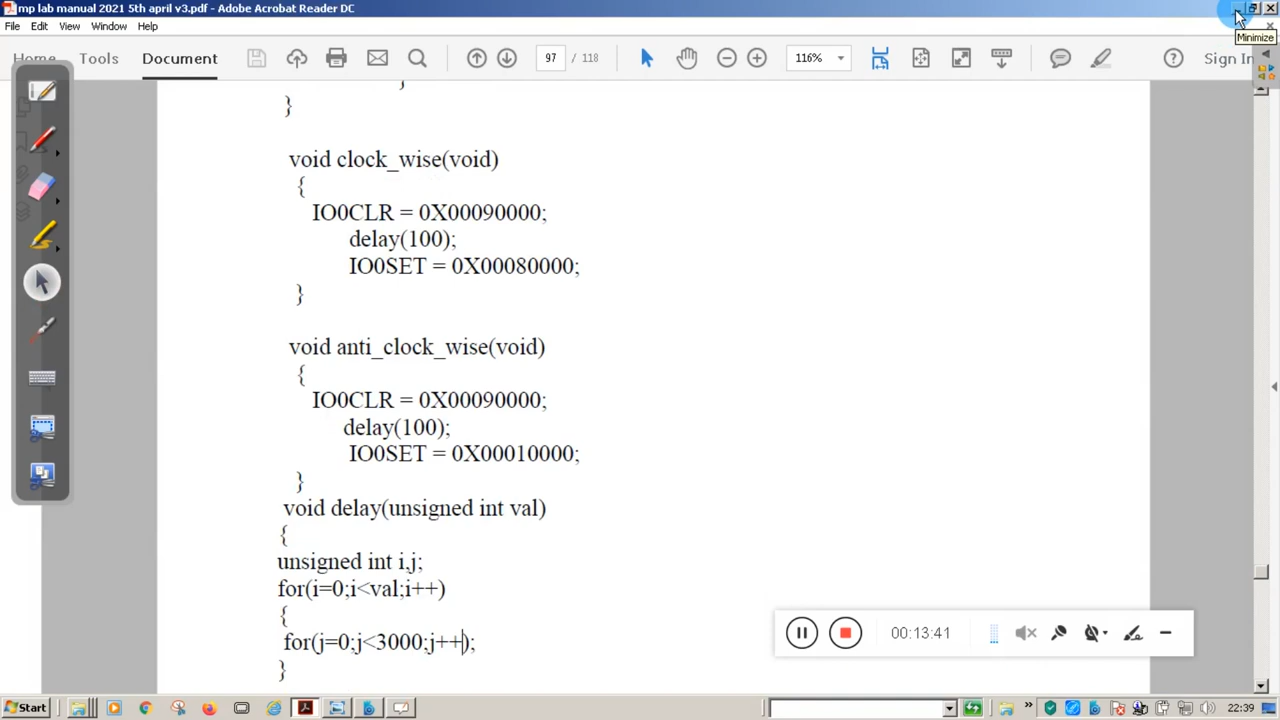 mp lab manual 2021 5th april v3.pdf - Adobe Acrobat Reader DC
File Edit View Window Help
Minimize
Home Tools Document 97 / 118 116% Sign In
}
}
void clock_wise(void)
{
IO0CLR = 0X00090000;
delay(100);
IO0SET = 0X00080000;
}
void anti_clock_wise(void)
{
IO0CLR = 0X00090000;
delay(100);
IO0SET = 0X00010000;
}
void delay(unsigned int val)
{
unsigned int i,j;
for(i=0;i<val;i++)
{
for(j=0;j<3000;j++);
}
00:13:41
Start 22:39